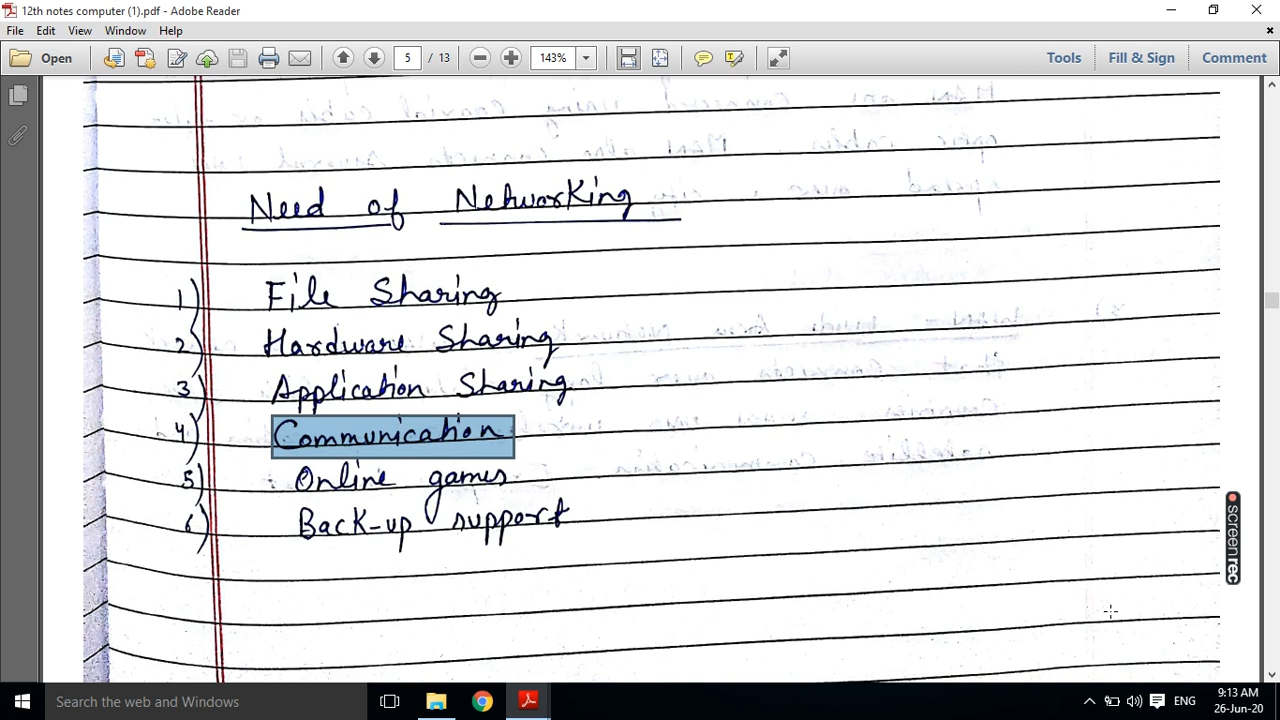 12th notes computer (1).pdf - Adobe Reader
File Edit View Window Help
Open 5 / 13 143% Tools Fill & Sign Comment
Need of Networking
1) File Sharing
2) Hardware Sharing
3) Application Sharing
4) Communication
5) Online games
6) Back-up support
screenrec
Search the web and Windows
ENG
9:13 AM
26-Jun-20